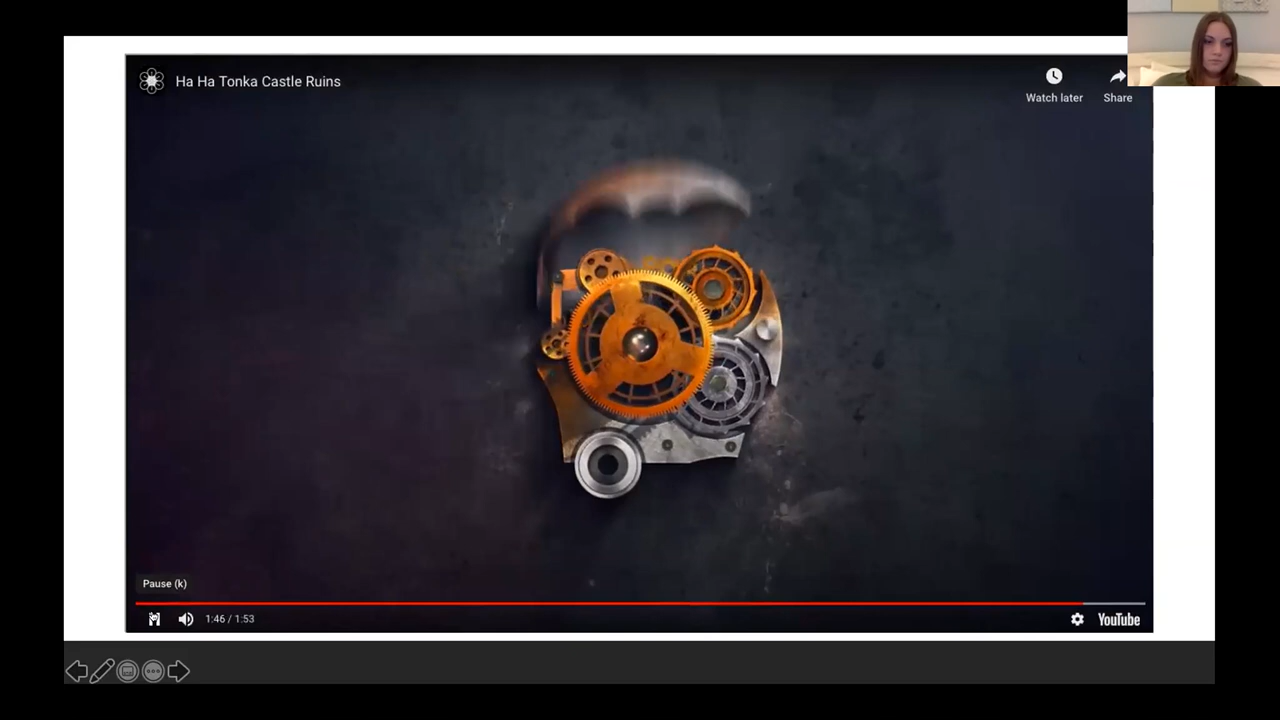 Ha Ha Tonka Castle Ruins
Watch later
Share
Pause (k)
1:46 / 1:53
YouTube